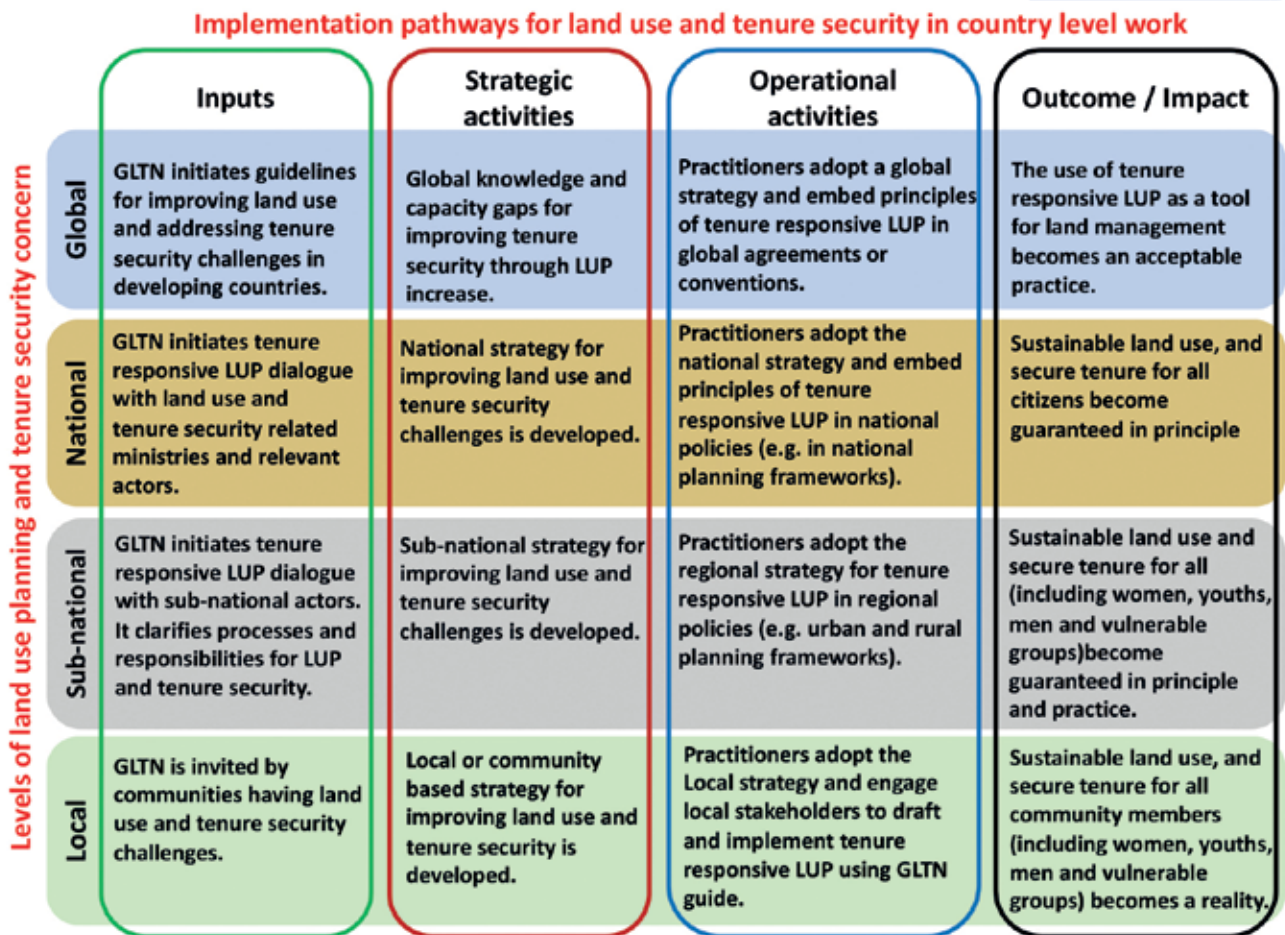 Implementation pathways for land use and tenure security in country level work
Levels of land use planning and tenure security concern
Inputs
Strategic
activities
Operational
activities
Outcome / Impact
Global
GLTN initiates guidelines
for improving land use
and addressing tenure
security challenges in
developing countries.
Global knowledge and
capacity gaps for
improving tenure
security through LUP
increase.
Practitioners adopt a global
strategy and embed principles
of tenure responsive LUP in
global agreements or
conventions.
The use of tenure
responsive LUP as a tool
for land management
becomes an acceptable
practice.
National
GLTN initiates tenure
responsive LUP dialogue
with land use and
tenure security related
ministries and relevant
actors.
National strategy for
improving land use and
tenure security
challenges is developed.
Practitioners adopt the
national strategy and embed
principles of tenure
responsive LUP in national
policies (e.g. in national
planning frameworks).
Sustainable land use, and
secure tenure for all
citizens become
guaranteed in principle
Sub-national
GLTN initiates tenure
responsive LUP dialogue
with sub-national actors.
It clarifies processes and
responsibilities for LUP
and tenure security.
Sub-national strategy for
improving land use and
tenure security
challenges is developed.
Practitioners adopt the
regional strategy for tenure
responsive LUP in regional
policies (e.g. urban and rural
planning frameworks).
Sustainable land use and
secure tenure for all
(including women, youths,
men and vulnerable
groups)become
guaranteed in principle
and practice.
Local
GLTN is invited by
communities having land
use and tenure security
challenges.
Local or community
based strategy for
improving land use and
tenure security is
developed.
Practitioners adopt the
Local strategy and engage
local stakeholders to draft
and implement tenure
responsive LUP using GLTN
guide.
Sustainable land use, and
secure tenure for all
community members
(including women, youths,
men and vulnerable
groups) becomes a reality.